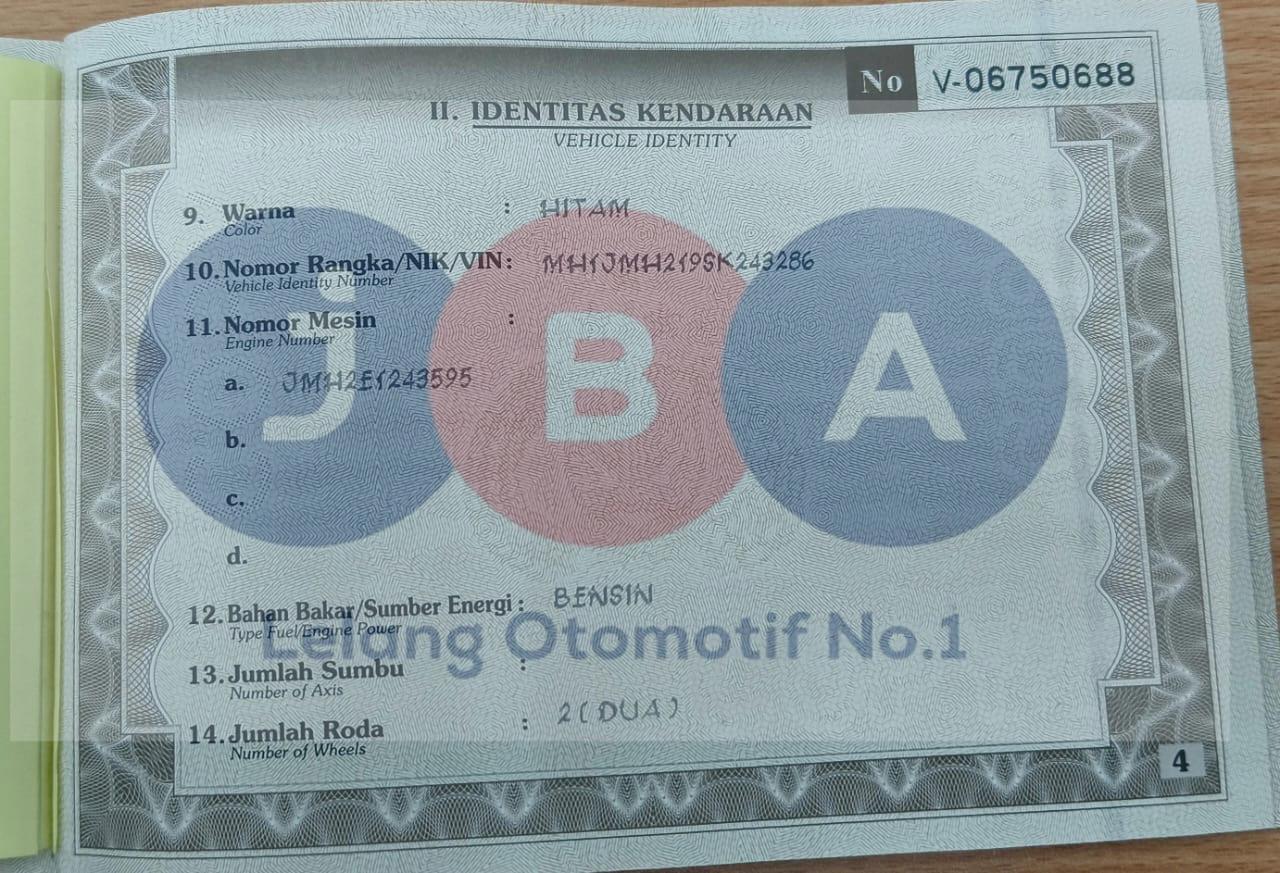 No V-06750688
II. IDENTITAS KENDARAAN
VEHICLE IDENTITY
9. Warna : HITAM
Color
10. Nomor Rangka/NIK/VIN: MH1JMH219SK243286
Vehicle Identity Number
11. Nomor Mesin :
Engine Number
a. JMH2E1243595
b.
c.
d.
12. Bahan Bakar/Sumber Energi : BENSIN
Type Fuel/Engine Power
13. Jumlah Sumbu :
Number of Axis
14. Jumlah Roda : 2 (DUA)
Number of Wheels
4
J B A
Lelang Otomotif No.1